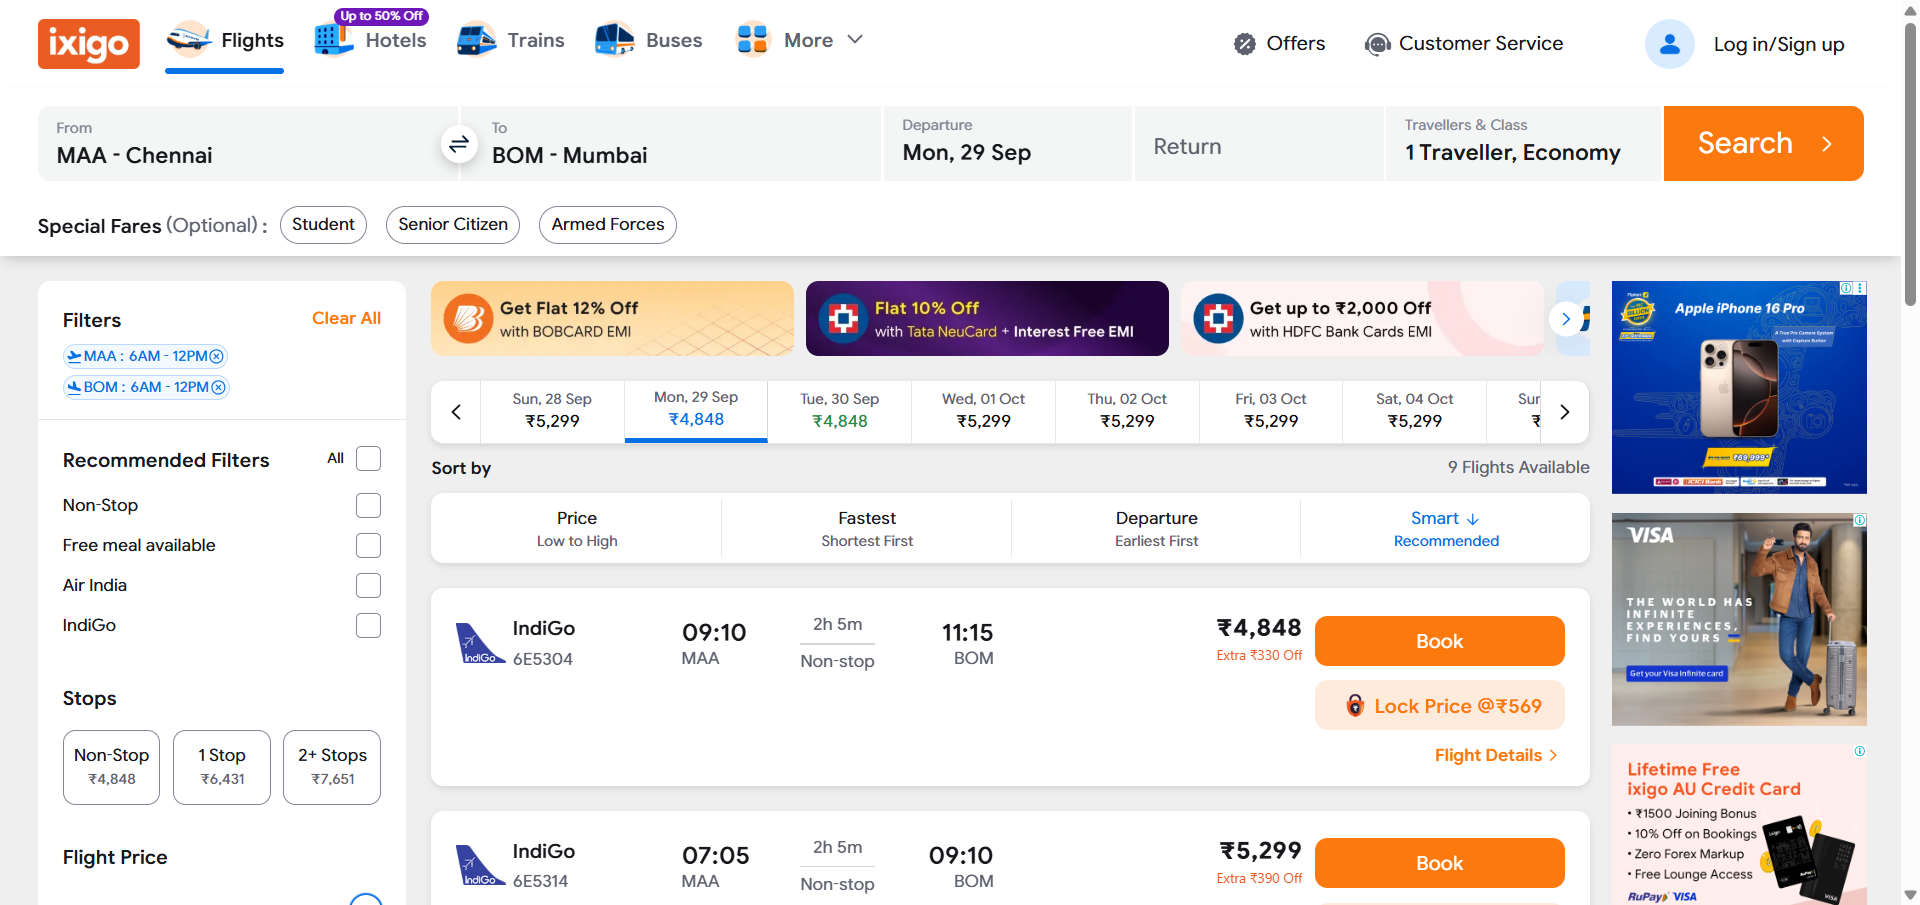 ixigo
Flights
Up to 50% Off
Hotels
Trains
Buses
More
Offers
Customer Service
Log in/Sign up
From
MAA - Chennai
To
BOM - Mumbai
Departure
Mon, 29 Sep
Return
Travellers & Class
1 Traveller, Economy
Search
Special Fares (Optional) :
Student
Senior Citizen
Armed Forces
Filters
Clear All
MAA : 6AM - 12PM
BOM : 6AM - 12PM
Recommended Filters
All
Non-Stop
Free meal available
Air India
IndiGo
Stops
Non-Stop
₹4,848
1 Stop
₹6,431
2+ Stops
₹7,651
Flight Price
Get Flat 12% Off
with BOBCARD EMI
Flat 10% Off
with Tata NeuCard + Interest Free EMI
Get up to ₹2,000 Off
with HDFC Bank Cards EMI
Sun, 28 Sep
₹5,299
Mon, 29 Sep
₹4,848
Tue, 30 Sep
₹4,848
Wed, 01 Oct
₹5,299
Thu, 02 Oct
₹5,299
Fri, 03 Oct
₹5,299
Sat, 04 Oct
₹5,299
Sur
₹
Sort by
9 Flights Available
Price
Low to High
Fastest
Shortest First
Departure
Earliest First
Smart
Recommended
IndiGo
IndiGo
6E5304
09:10
MAA
2h 5m
Non-stop
11:15
BOM
₹4,848
Extra ₹330 Off
Book
Lock Price @₹569
Flight Details
IndiGo
IndiGo
6E5314
07:05
MAA
2h 5m
Non-stop
09:10
BOM
₹5,299
Extra ₹390 Off
Book
Apple iPhone 16 Pro
A True Pro Camera System
with Capture Button
₹69,999*
ICICI Bank
VISA
THE WORLD HAS
INFINITE
EXPERIENCES,
FIND YOURS
Get your Visa Infinite card
Lifetime Free
ixigo AU Credit Card
• ₹1500 Joining Bonus
• 10% Off on Bookings
• Zero Forex Markup
• Free Lounge Access
RuPay VISA